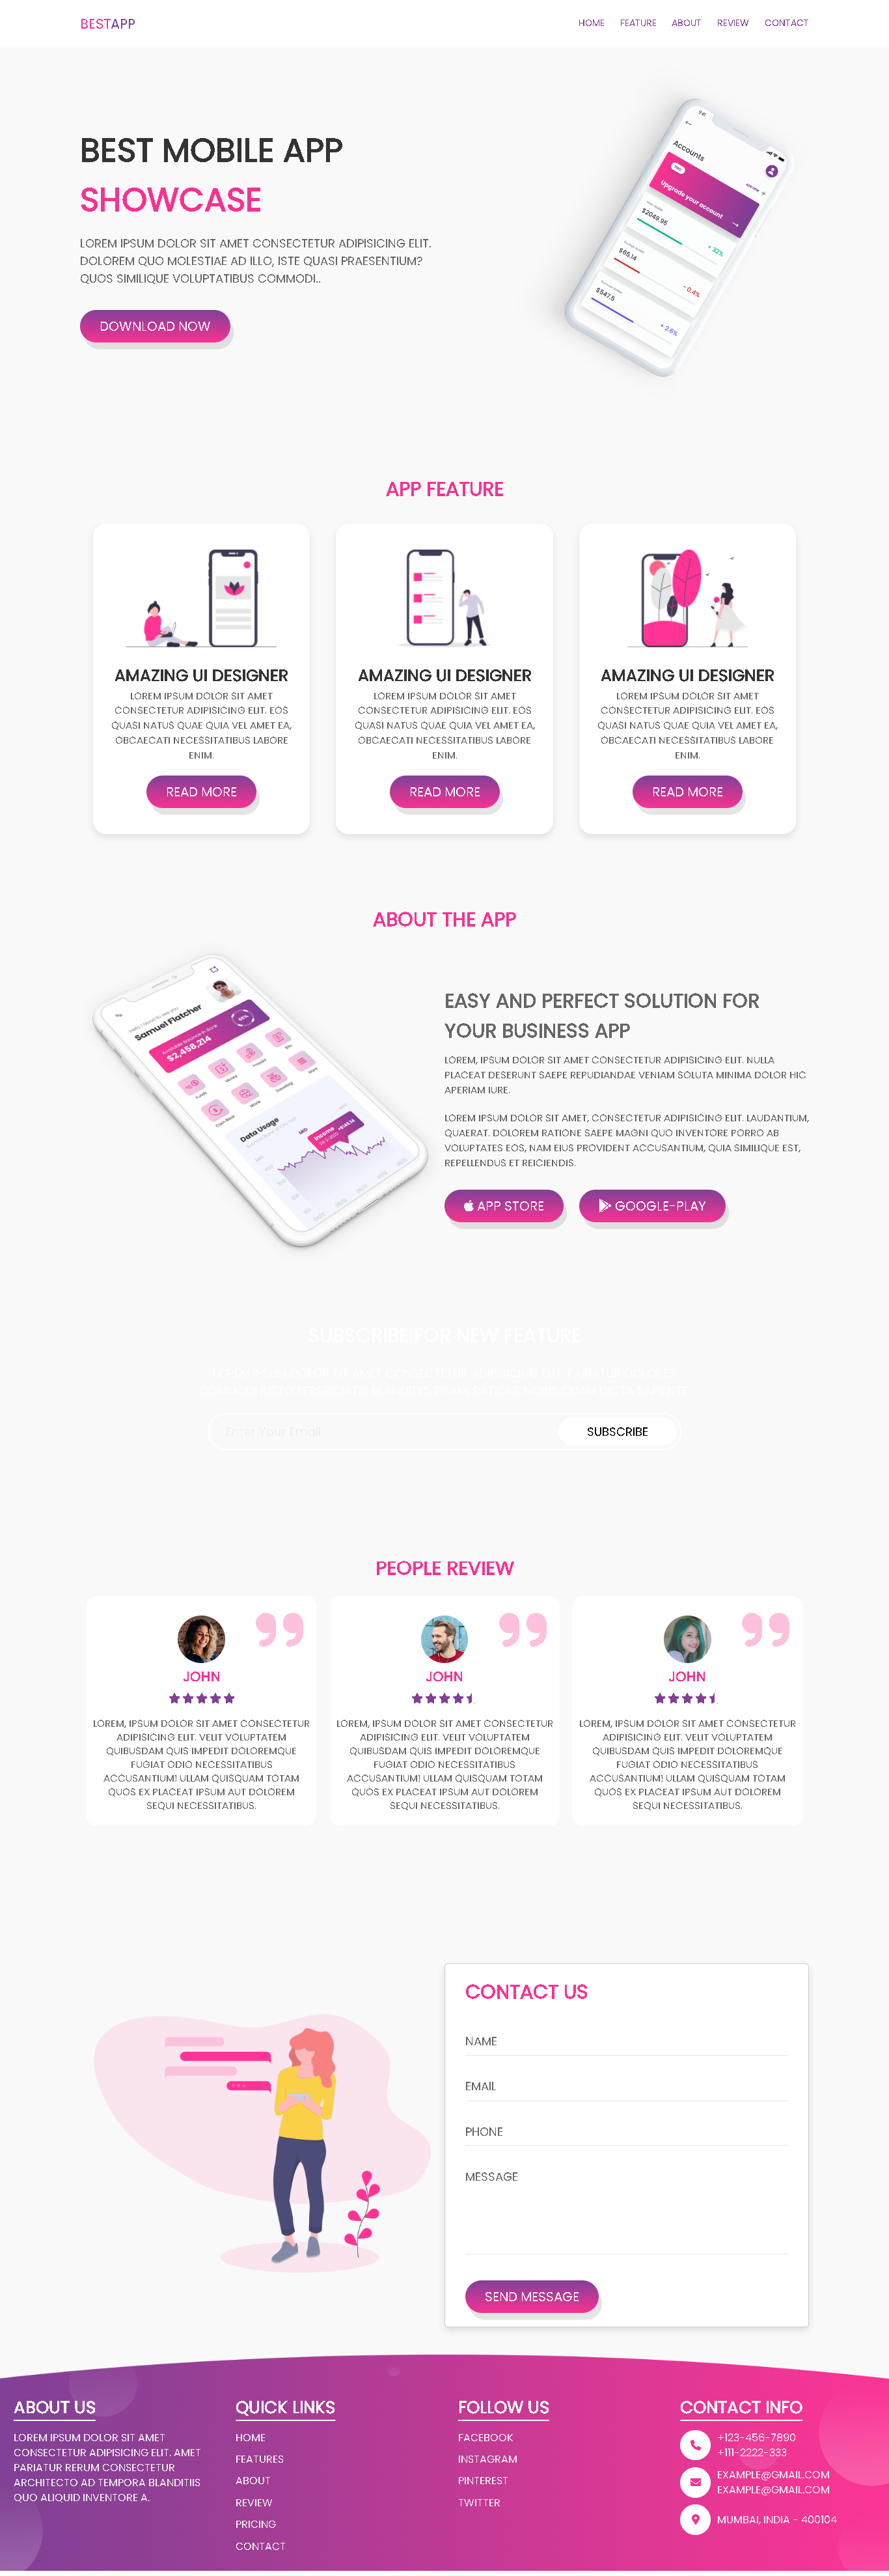 BESTAPP
HOME FEATURE ABOUT REVIEW CONTACT
BEST MOBILE APP
SHOWCASE
LOREM IPSUM DOLOR SIT AMET CONSECTETUR ADIPISICING ELIT.
DOLOREM QUO MOLESTIAE AD ILLO, ISTE QUASI PRAESENTIUM?
QUOS SIMILIQUE VOLUPTATIBUS COMMODI..
DOWNLOAD NOW
Accounts
Upgrade your account
$2049.95
+ 32%
$65.14
- 0.4%
$547.5
+ 2.6%
APP FEATURE
AMAZING UI DESIGNER
LOREM IPSUM DOLOR SIT AMET
CONSECTETUR ADIPISICING ELIT. EOS
QUASI NATUS QUAE QUIA VEL AMET EA,
OBCAECATI NECESSITATIBUS LABORE
ENIM.
READ MORE
AMAZING UI DESIGNER
LOREM IPSUM DOLOR SIT AMET
CONSECTETUR ADIPISICING ELIT. EOS
QUASI NATUS QUAE QUIA VEL AMET EA,
OBCAECATI NECESSITATIBUS LABORE
ENIM.
READ MORE
AMAZING UI DESIGNER
LOREM IPSUM DOLOR SIT AMET
CONSECTETUR ADIPISICING ELIT. EOS
QUASI NATUS QUAE QUIA VEL AMET EA,
OBCAECATI NECESSITATIBUS LABORE
ENIM.
READ MORE
ABOUT THE APP
Samuel Flatcher
$2,458,214
Data Usage
Income
EASY AND PERFECT SOLUTION FOR
YOUR BUSINESS APP
LOREM, IPSUM DOLOR SIT AMET CONSECTETUR ADIPISICING ELIT. NULLA
PLACEAT DESERUNT SAEPE REPUDIANDAE VENIAM SOLUTA MINIMA DOLOR HIC
APERIAM IURE.
LOREM IPSUM DOLOR SIT AMET, CONSECTETUR ADIPISICING ELIT. LAUDANTIUM,
QUAERAT. DOLOREM RATIONE SAEPE MAGNI QUO INVENTORE PORRO AB
VOLUPTATES EOS, NAM EIUS PROVIDENT ACCUSANTIUM, QUIA SIMILIQUE EST,
REPELLENDUS ET REICIENDIS.
APP STORE
GOOGLE-PLAY
SUBSCRIBE FOR NEW FEATURE
Enter Your Email
SUBSCRIBE
PEOPLE REVIEW
JOHN
LOREM, IPSUM DOLOR SIT AMET CONSECTETUR
ADIPISICING ELIT. VELIT VOLUPTATEM
QUIBUSDAM QUIS IMPEDIT DOLOREMQUE
FUGIAT ODIO NECESSITATIBUS
ACCUSANTIUM! ULLAM QUISQUAM TOTAM
QUOS EX PLACEAT IPSUM AUT DOLOREM
SEQUI NECESSITATIBUS.
JOHN
LOREM, IPSUM DOLOR SIT AMET CONSECTETUR
ADIPISICING ELIT. VELIT VOLUPTATEM
QUIBUSDAM QUIS IMPEDIT DOLOREMQUE
FUGIAT ODIO NECESSITATIBUS
ACCUSANTIUM! ULLAM QUISQUAM TOTAM
QUOS EX PLACEAT IPSUM AUT DOLOREM
SEQUI NECESSITATIBUS.
JOHN
LOREM, IPSUM DOLOR SIT AMET CONSECTETUR
ADIPISICING ELIT. VELIT VOLUPTATEM
QUIBUSDAM QUIS IMPEDIT DOLOREMQUE
FUGIAT ODIO NECESSITATIBUS
ACCUSANTIUM! ULLAM QUISQUAM TOTAM
QUOS EX PLACEAT IPSUM AUT DOLOREM
SEQUI NECESSITATIBUS.
CONTACT US
NAME
EMAIL
PHONE
MESSAGE
SEND MESSAGE
ABOUT US
LOREM IPSUM DOLOR SIT AMET
CONSECTETUR ADIPISICING ELIT. AMET
PARIATUR RERUM CONSECTETUR
ARCHITECTO AD TEMPORA BLANDITIIS
QUO ALIQUID INVENTORE A.
QUICK LINKS
HOME
FEATURES
ABOUT
REVIEW
PRICING
CONTACT
FOLLOW US
FACEBOOK
INSTAGRAM
PINTEREST
TWITTER
CONTACT INFO
+123-456-7890
+111-2222-333
EXAMPLE@GMAIL.COM
EXAMPLE@GMAIL.COM
MUMBAI, INDIA - 400104